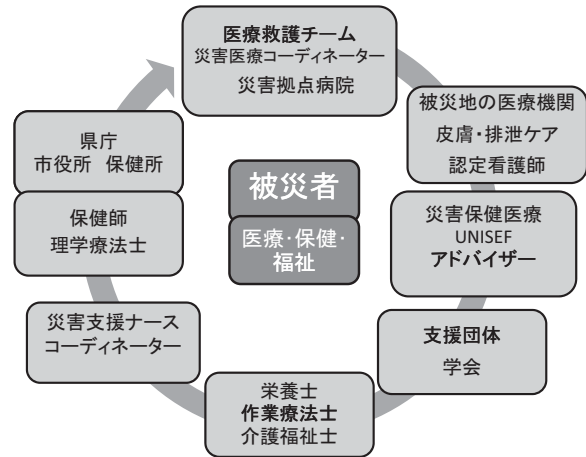 医療救護チーム
災害医療コーディネーター
災害拠点病院
被災地の医療機関
皮膚・排泄ケア
認定看護師
災害保健医療
UNISEF
アドバイザー
支援団体
学会
栄養士
作業療法士
介護福祉士
災害支援ナース
コーディネーター
保健師
理学療法士
県庁
市役所 保健所
被災者
医療・保健・
福祉